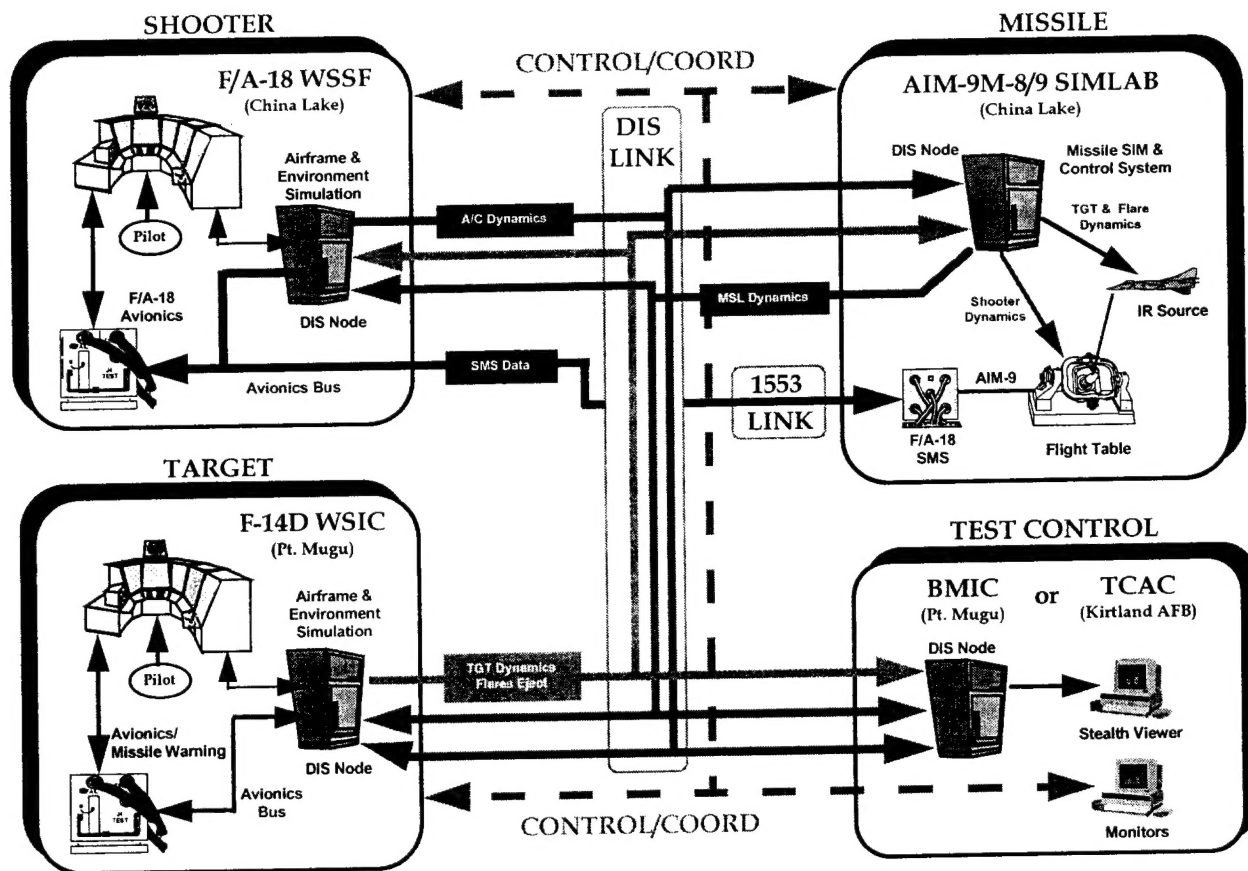 SHOOTER
F/A-18 WSSF
(China Lake)
Airframe &
Environment
Simulation
Pilot
F/A-18
Avionics
DIS Node
Avionics Bus
J4
TEST
CONTROL/COORD
DIS
LINK
A/C Dynamics
MSL Dynamics
SMS Data
1553
LINK
MISSILE
AIM-9M-8/9 SIMLAB
(China Lake)
DIS Node
Missile SIM &
Control System
TGT & Flare
Dynamics
Shooter
Dynamics
IR Source
AIM-9
F/A-18
SMS
Flight Table
TARGET
F-14D WSIC
(Pt. Mugu)
Airframe &
Environment
Simulation
Pilot
Avionics/
Missile Warning
DIS Node
Avionics
Bus
J4
TEST
TGT Dynamics
Flares Eject
CONTROL/COORD
TEST CONTROL
BMIC or TCAC
(Pt. Mugu) (Kirtland AFB)
DIS Node
Stealth Viewer
Monitors